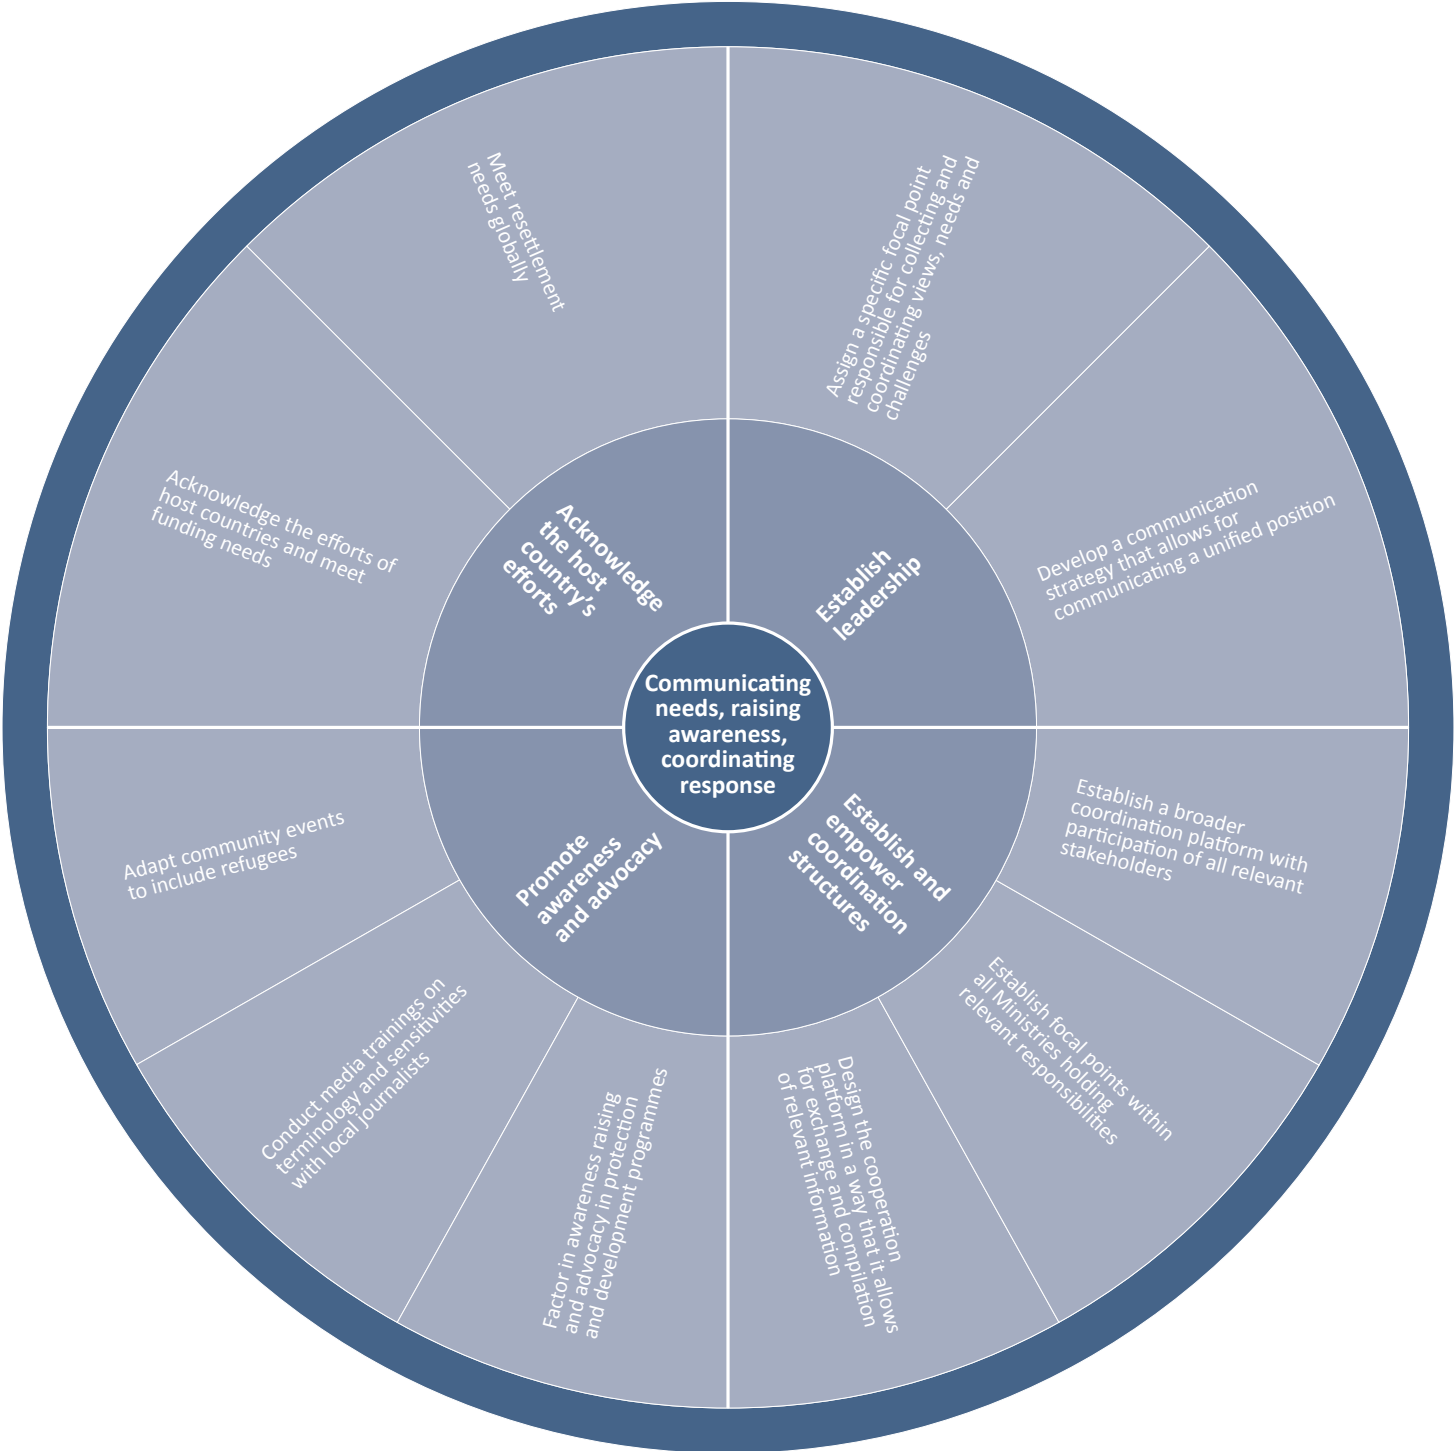 Communicating
needs, raising
awareness,
coordinating
response
Establish
leadership
Assign a specific focal point
responsible for collecting and
coordinating views, needs and
challenges
Develop a communication
strategy that allows for
communicating a unified position
Establish and
empower
coordination
structures
Establish a broader
coordination platform with
participation of all relevant
stakeholders
Establish focal points within
all Ministries holding
relevant responsibilities
Design the cooperation
platform in a way that it allows
for exchange and compilation
of relevant information
Promote
awareness
and advocacy
Factor in awareness raising
and advocacy in protection
and development programmes
Conduct media trainings on
terminology and sensitivities
with local journalists
Adapt community events
to include refugees
Acknowledge
the host
country’s
efforts
Acknowledge the efforts of
host countries and meet
funding needs
Meet resettlement
needs globally